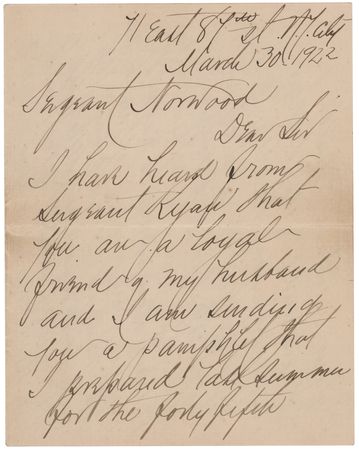 71 East 87th St. N.Y. City
March 30. 1922
Sergeant Norwood
Dear Sir
I have heard from
Sergeant Ryan that
you are a loyal
friend of my husband
and I am sending
you a pamphlet that
I prepared last Summer
for the forty fifth